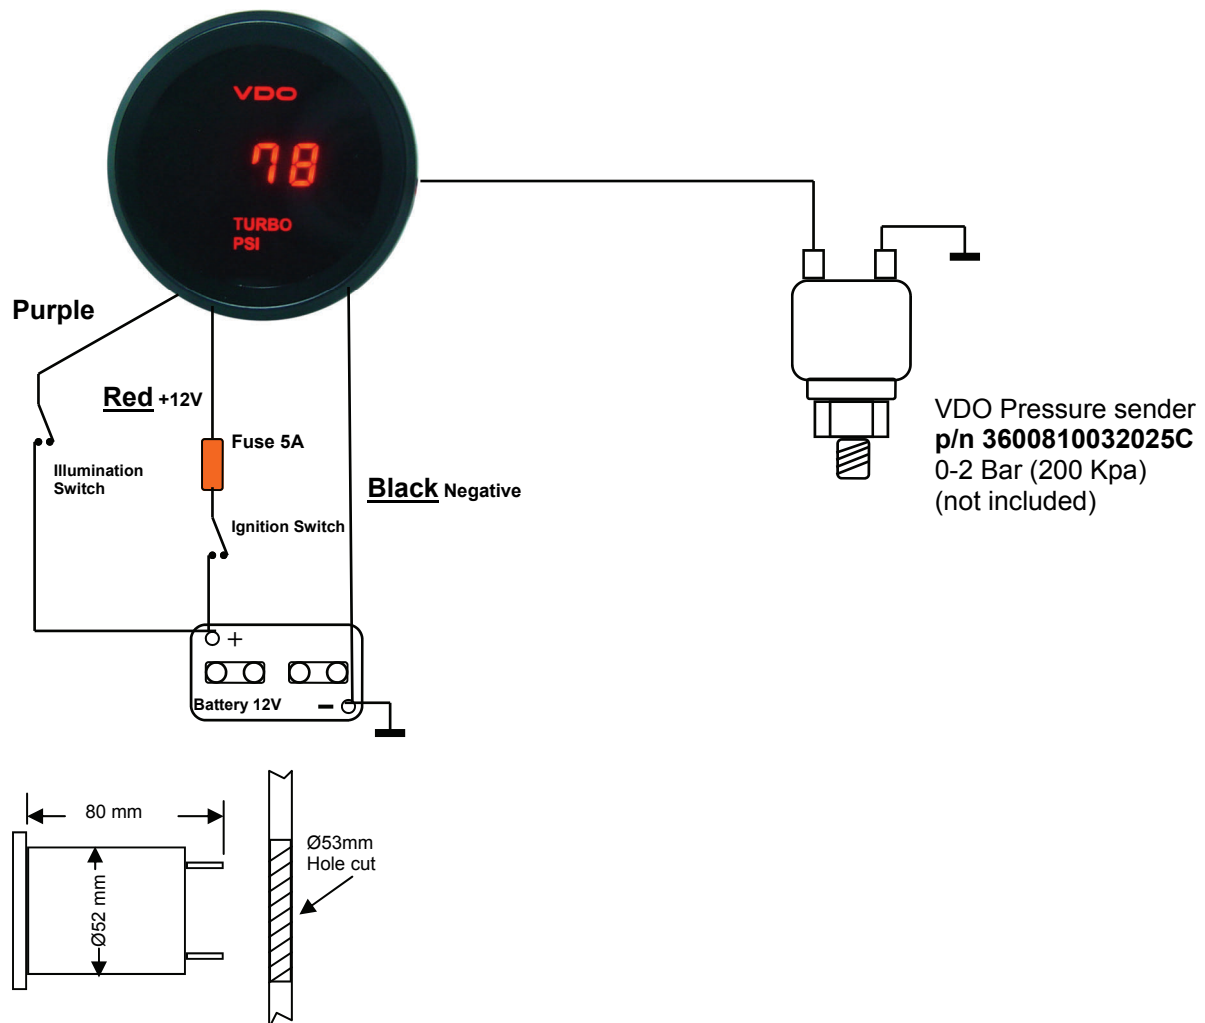 VDO
78
TURBO
PSI
Purple
Red +12V
Fuse 5A
Illumination
Switch
Black Negative
Ignition Switch
VDO Pressure sender
p/n 3600810032025C
0-2 Bar (200 Kpa)
(not included)
+
Battery 12V
-
80 mm
Ø53mm
Hole cut
Ø52 mm